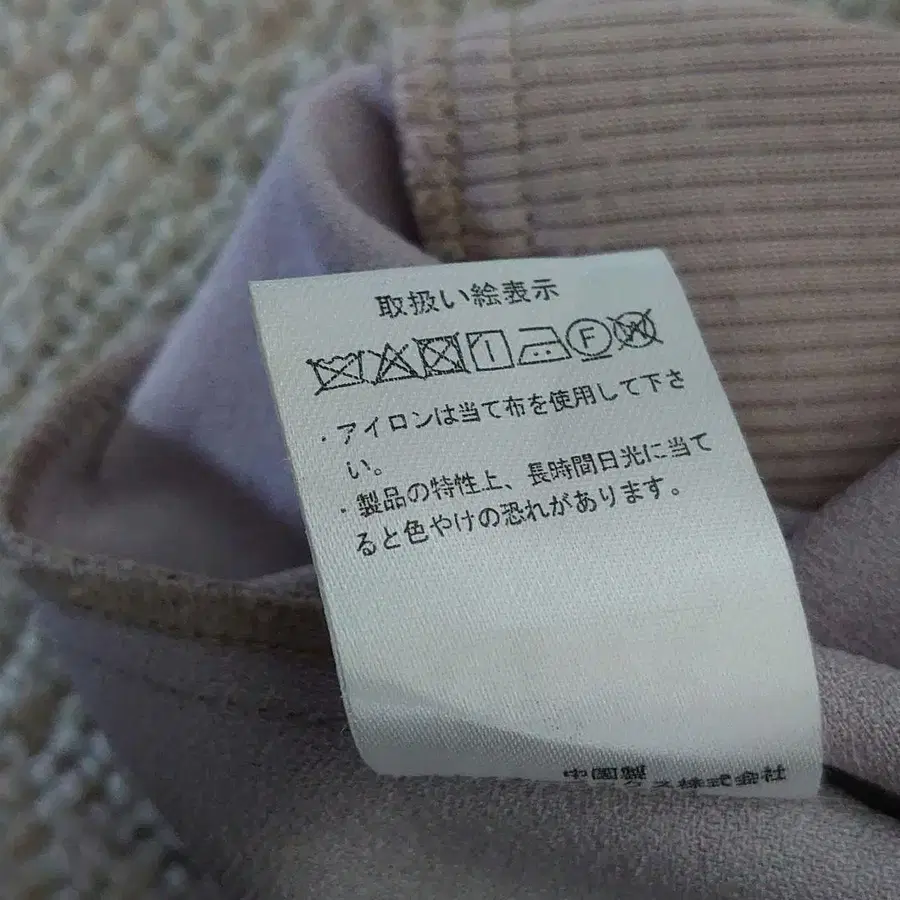 取扱い絵表示
F W
・アイロンは当て布を使用して下さ
い。
・製品の特性上、長時間日光に当て
ると色やけの恐れがあります。
中国製
クス株式会社